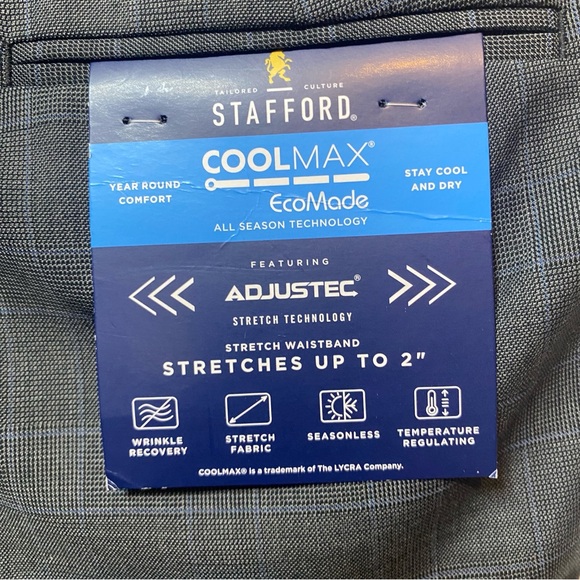 TAILORED CULTURE
STAFFORD®
COOLMAX®
EcoMade
ALL SEASON TECHNOLOGY
YEAR ROUND
COMFORT
STAY COOL
AND DRY
FEATURING
ADJUSTEC®
STRETCH TECHNOLOGY
STRETCH WAISTBAND
STRETCHES UP TO 2"
WRINKLE
RECOVERY
STRETCH
FABRIC
SEASONLESS
TEMPERATURE
REGULATING
COOLMAX® is a trademark of The LYCRA Company.